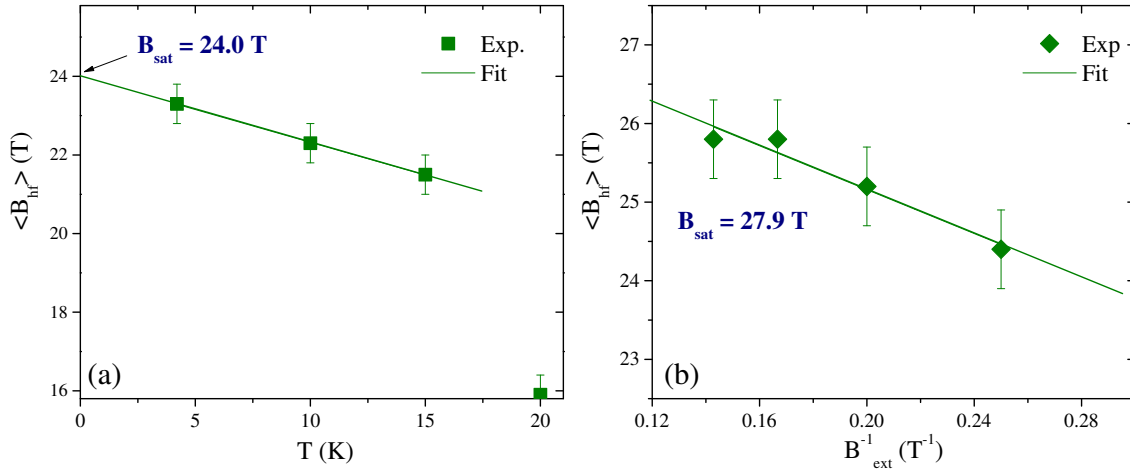 B_sat = 24.0 T
Exp.
Fit
<B_hf> (T)
24
22
20
18
16
0
5
10
15
20
T (K)
(a)
Exp
Fit
<B_hf> (T)
27
26
25
24
23
B_sat = 27.9 T
0.12
0.16
0.20
0.24
0.28
B^-1_ext (T^-1)
(b)